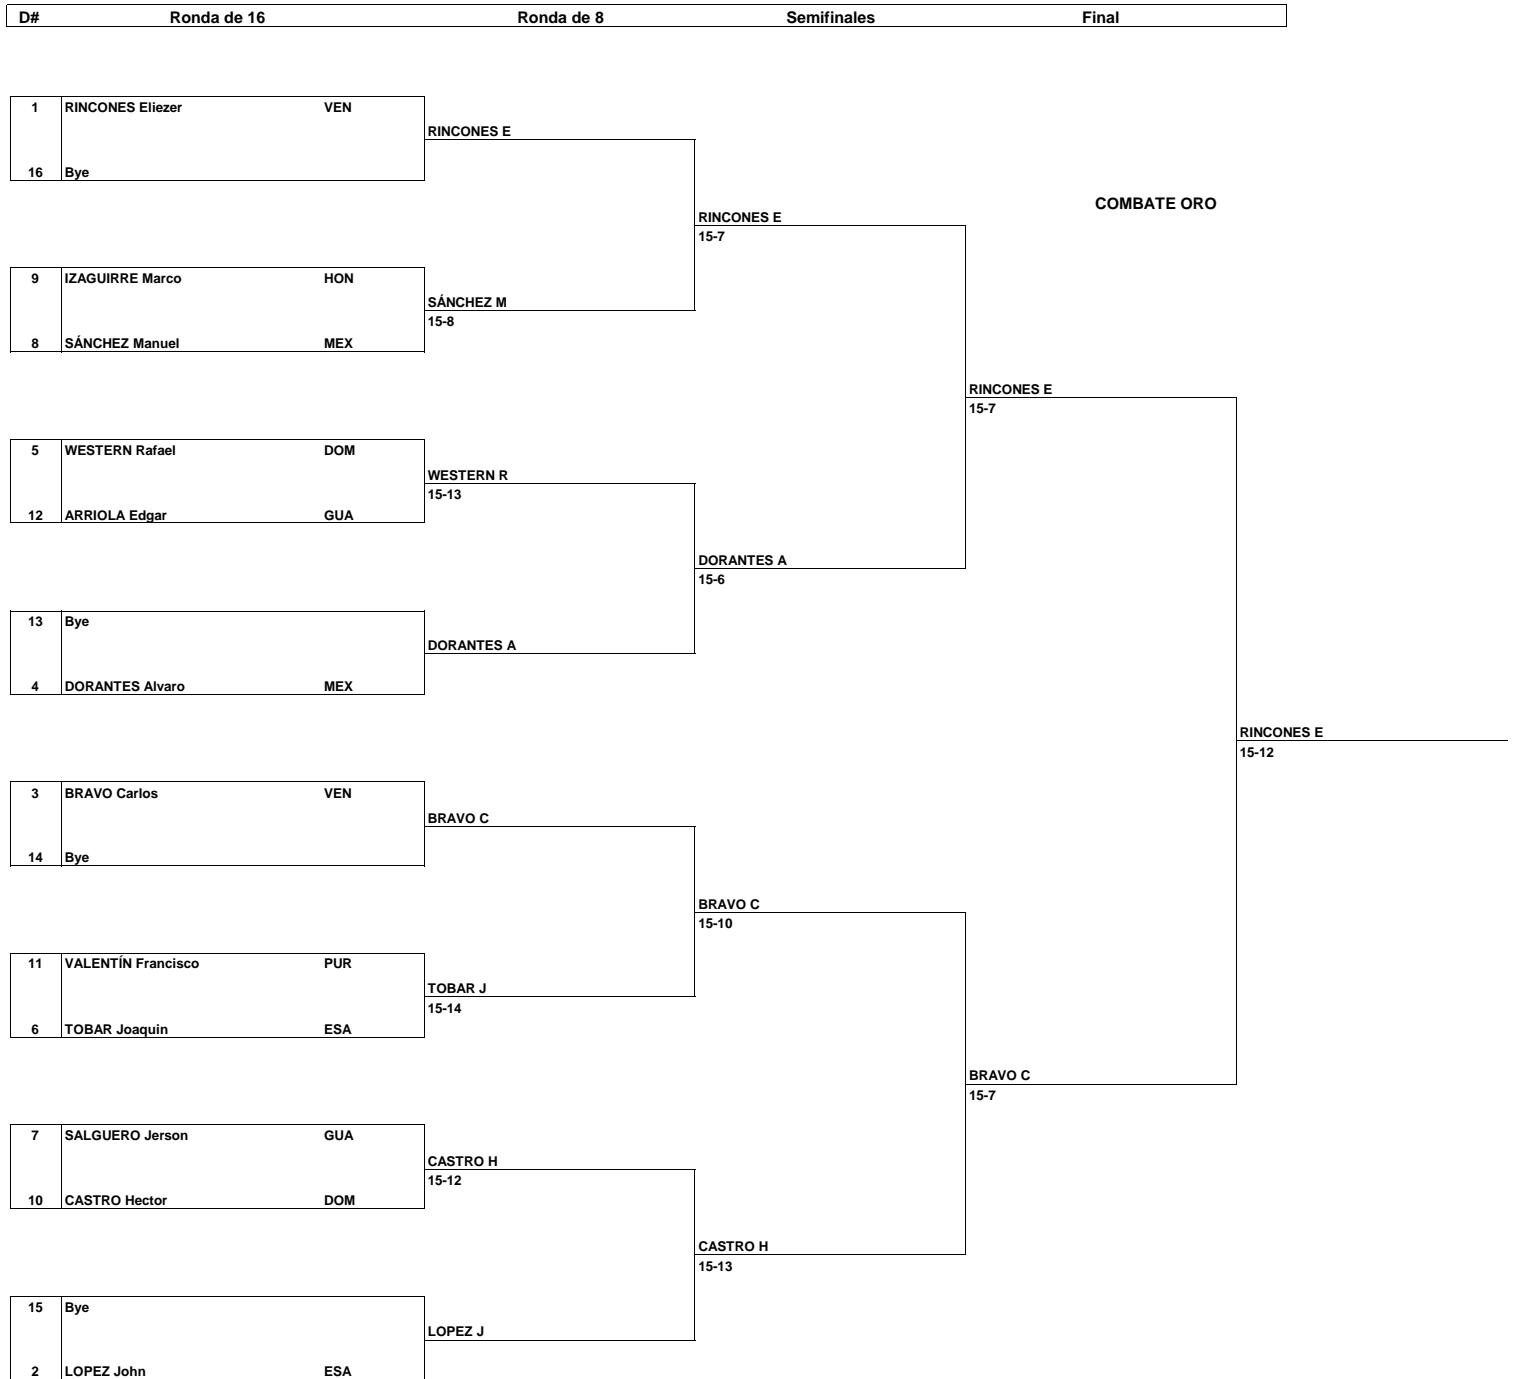 D# Ronda de 16 Ronda de 8 Semifinales Final
1 RINCONES Eliezer VEN
RINCONES E
16 Bye
COMBATE ORO
RINCONES E
15-7
9 IZAGUIRRE Marco HON
SÁNCHEZ M
15-8
8 SÁNCHEZ Manuel MEX
RINCONES E
15-7
5 WESTERN Rafael DOM
WESTERN R
15-13
12 ARRIOLA Edgar GUA
DORANTES A
15-6
13 Bye
DORANTES A
4 DORANTES Alvaro MEX
RINCONES E
15-12
3 BRAVO Carlos VEN
BRAVO C
14 Bye
BRAVO C
15-10
11 VALENTÍN Francisco PUR
TOBAR J
15-14
6 TOBAR Joaquin ESA
BRAVO C
15-7
7 SALGUERO Jerson GUA
CASTRO H
15-12
10 CASTRO Hector DOM
CASTRO H
15-13
15 Bye
LOPEZ J
2 LOPEZ John ESA